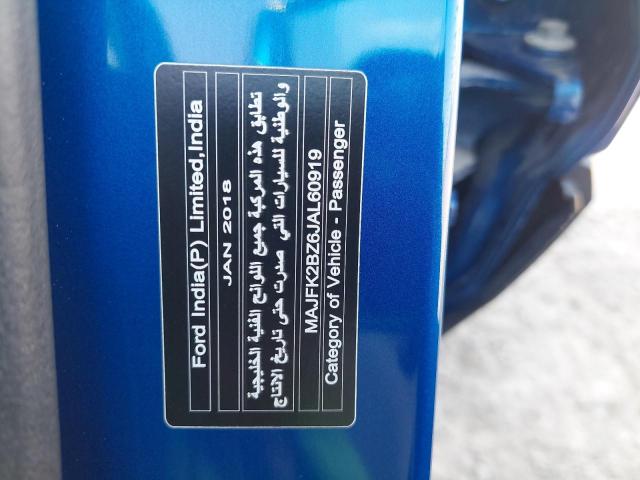 Ford India(P) Limited,India
JAN 2018
تطابق هذه المركبة جميع اللوائح الفنية الخليجية
والوطنية للسيارات التي صدرت حتى تاريخ الانتاج
MAJFK2BZ6JAL60919
Category of Vehicle - Passenger